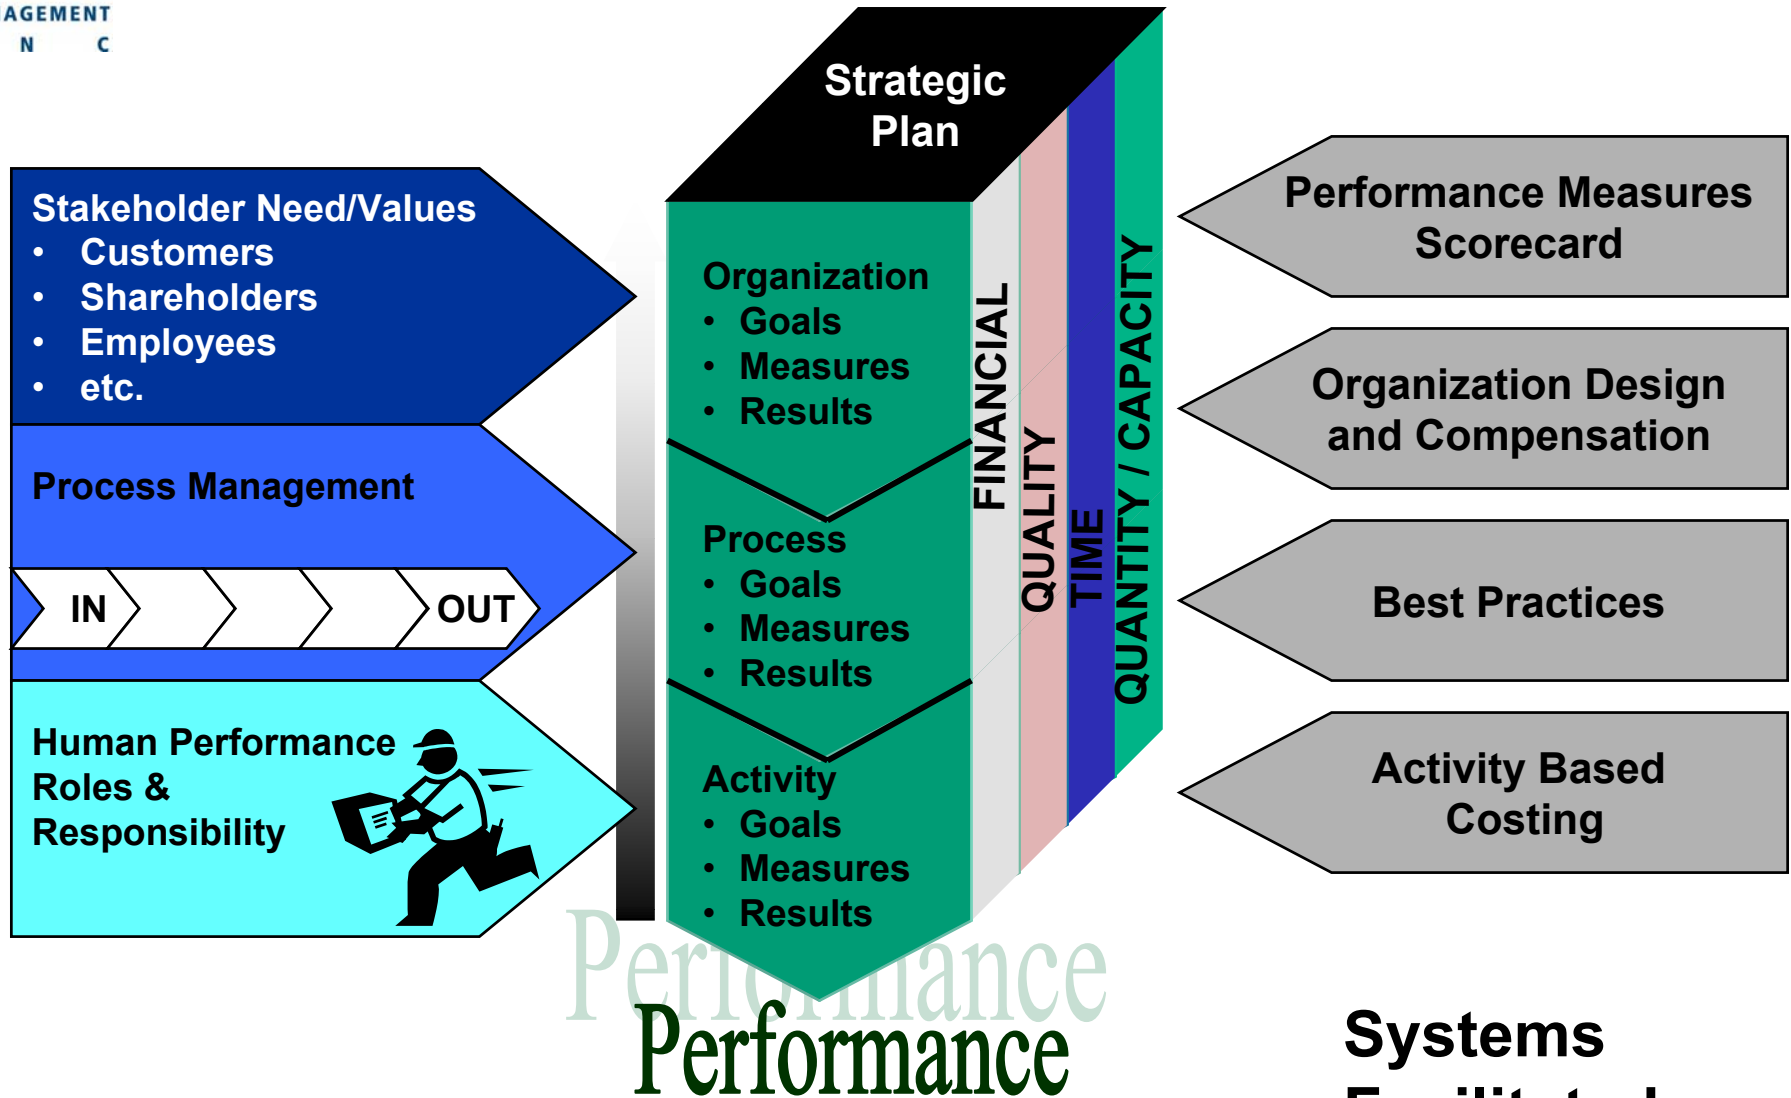 N C
Strategic
Plan
Stakeholder Need/Values
• Customers
• Shareholders
• Employees
• etc.
Process Management
IN
OUT
Human Performance
Roles &
Responsibility
Organization
• Goals
• Measures
• Results
Process
• Goals
• Measures
• Results
Activity
• Goals
• Measures
• Results
FINANCIAL
QUALITY
TIME
QUANTITY / CAPACITY
Performance Measures
Scorecard
Organization Design
and Compensation
Best Practices
Activity Based
Costing
Performance
Performance
Systems